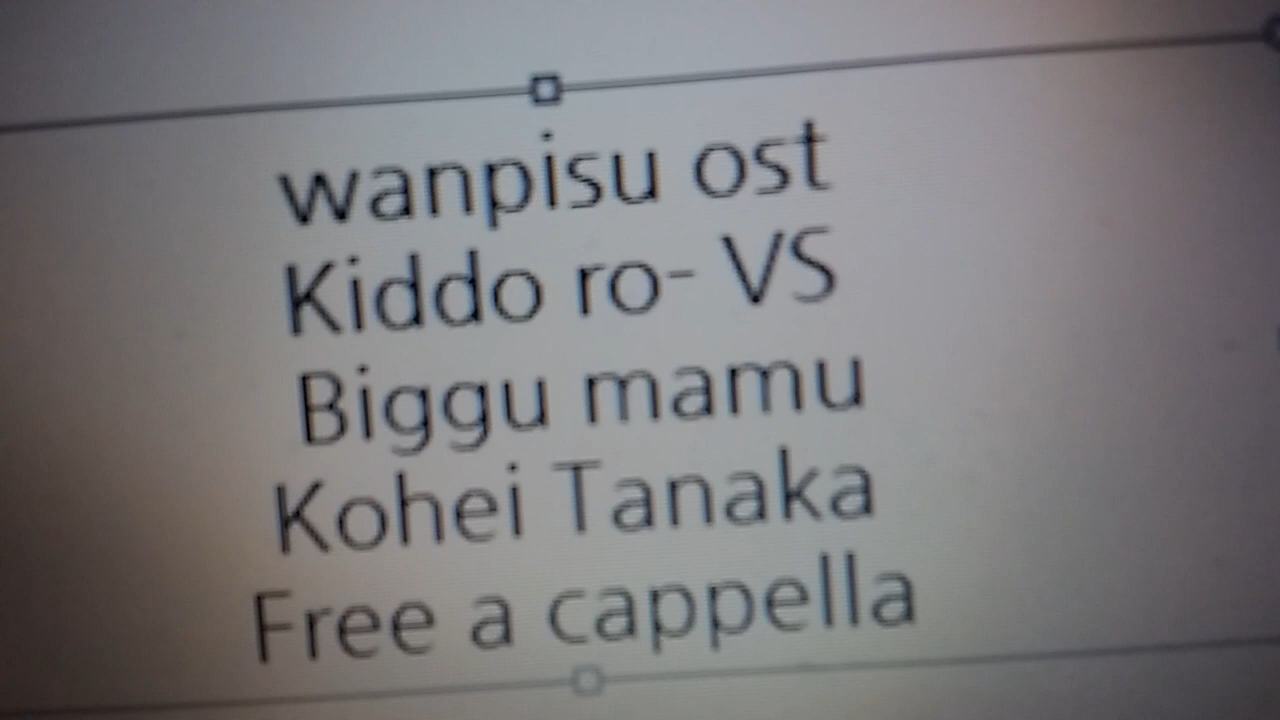 wanpisu ost
Kiddo ro- VS
Biggu mamu
Kohei Tanaka
Free a cappella